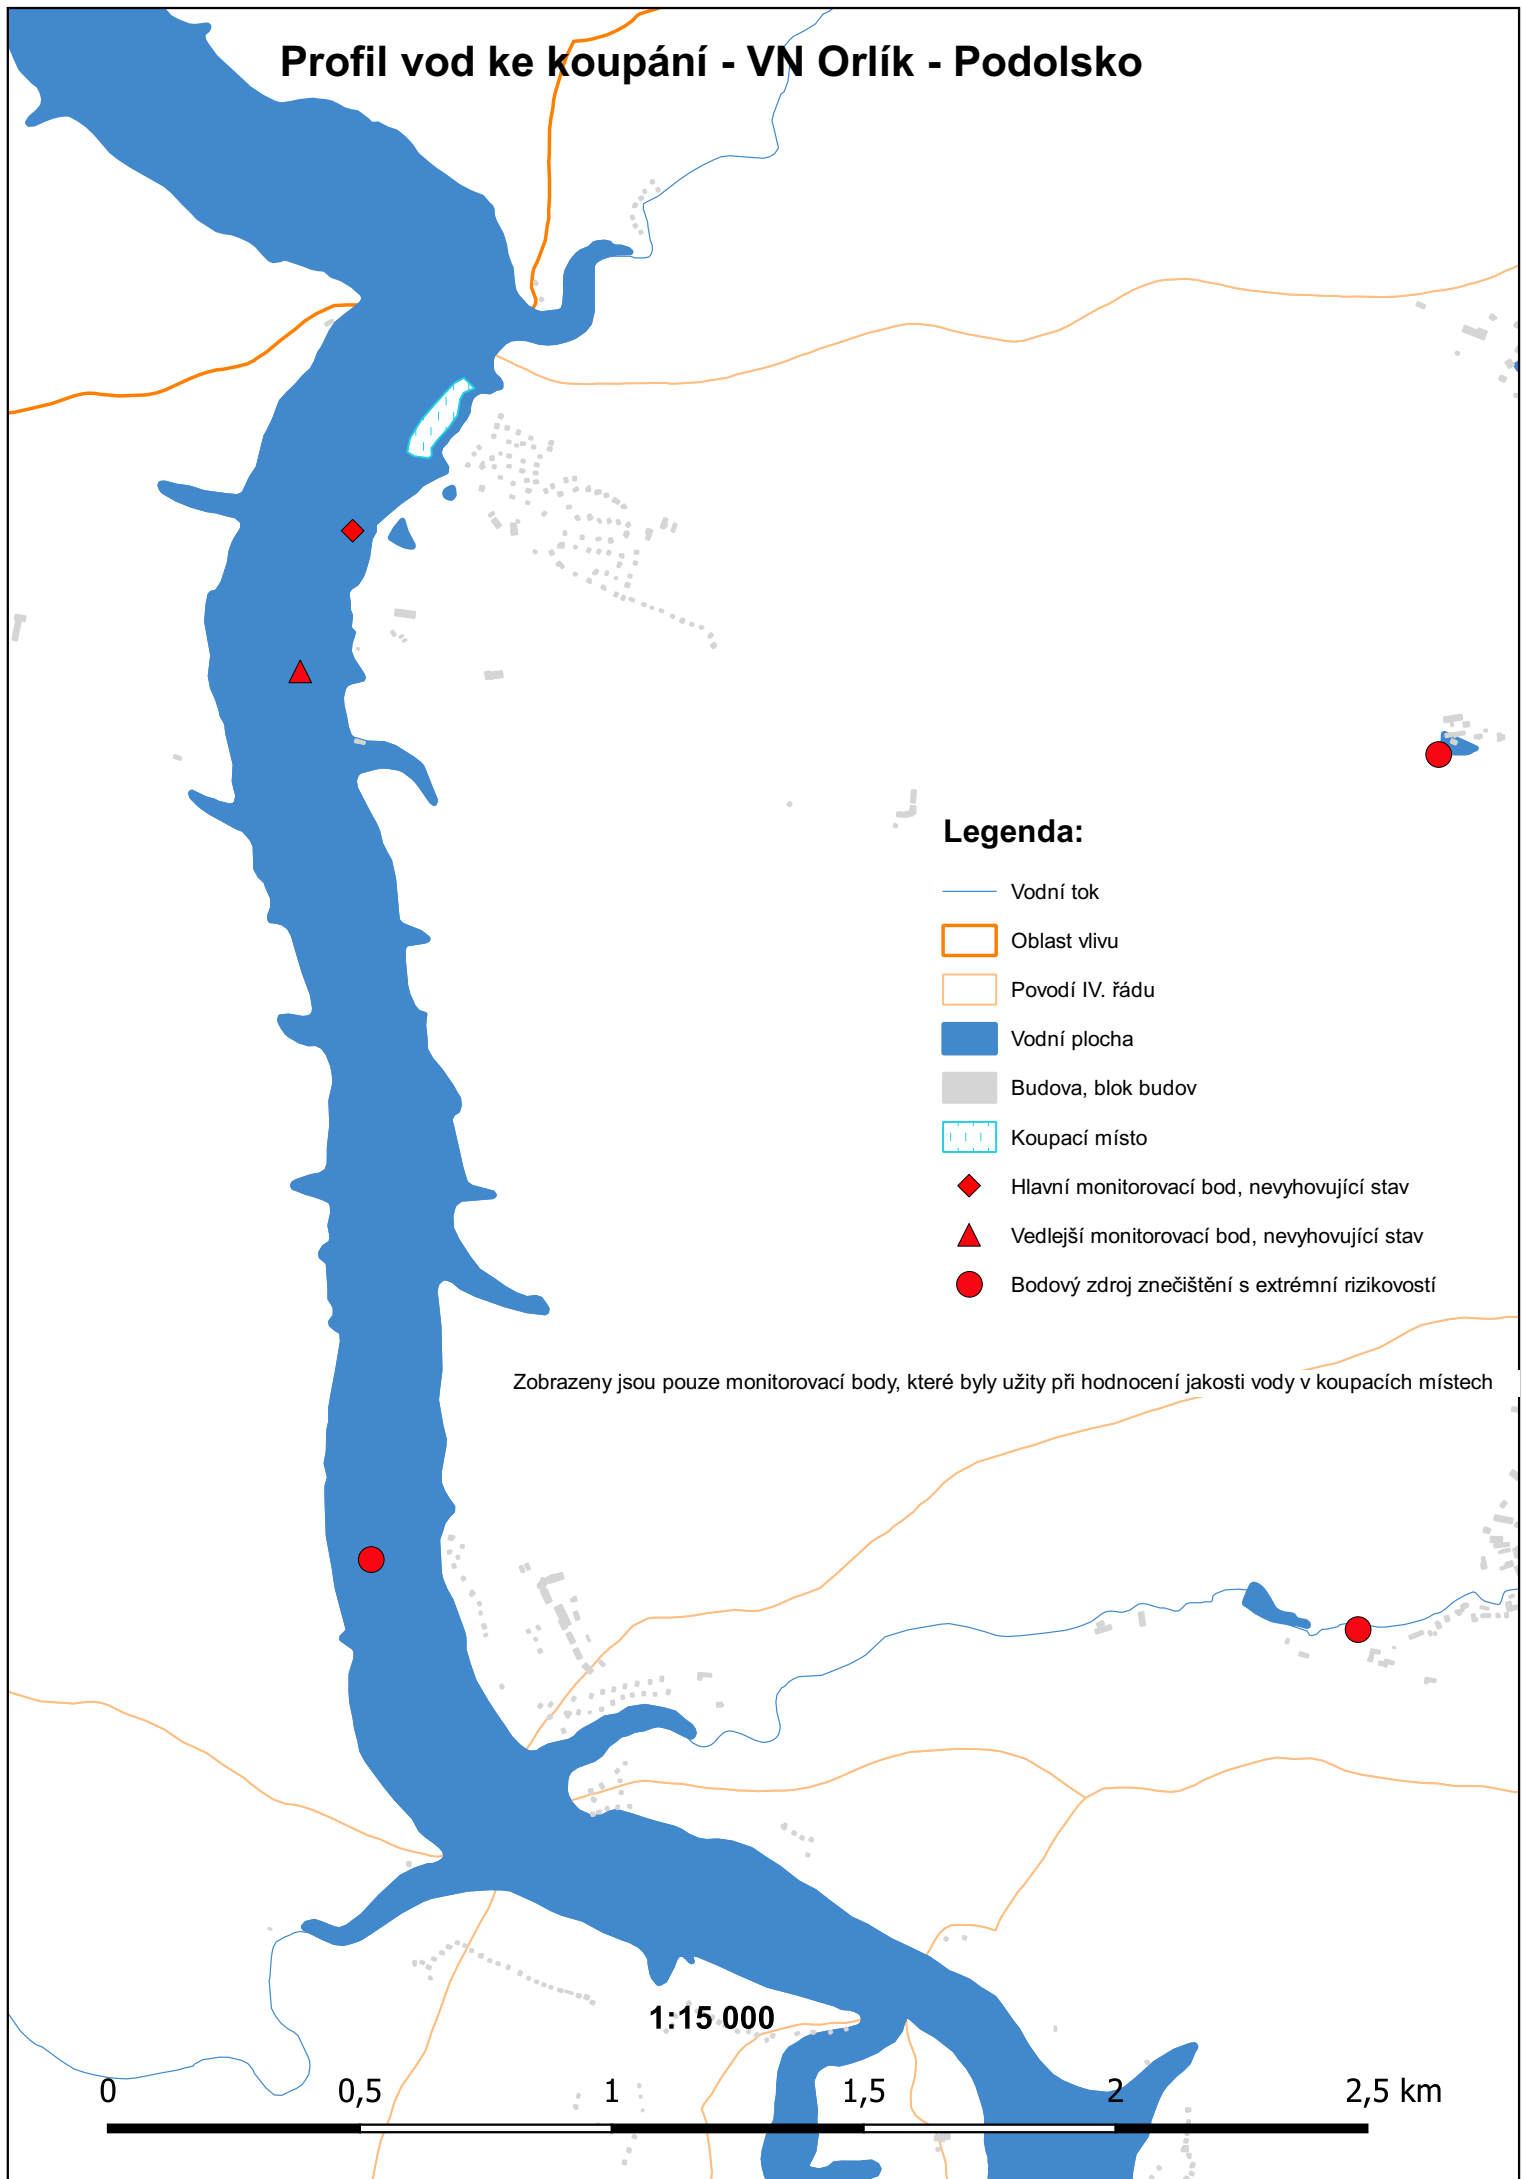 Profil vod ke koupání - VN Orlík - Podolsko
Legenda:
Vodní tok
Oblast vlivu
Povodí IV. řádu
Vodní plocha
Budova, blok budov
Koupací místo
Hlavní monitorovací bod, nevyhovující stav
Vedlejší monitorovací bod, nevyhovující stav
Bodový zdroj znečištění s extrémní rizikovostí
Zobrazeny jsou pouze monitorovací body, které byly užity při hodnocení jakosti vody v koupacích místech
1:15 000
0 0,5 1 1,5 2 2,5 km